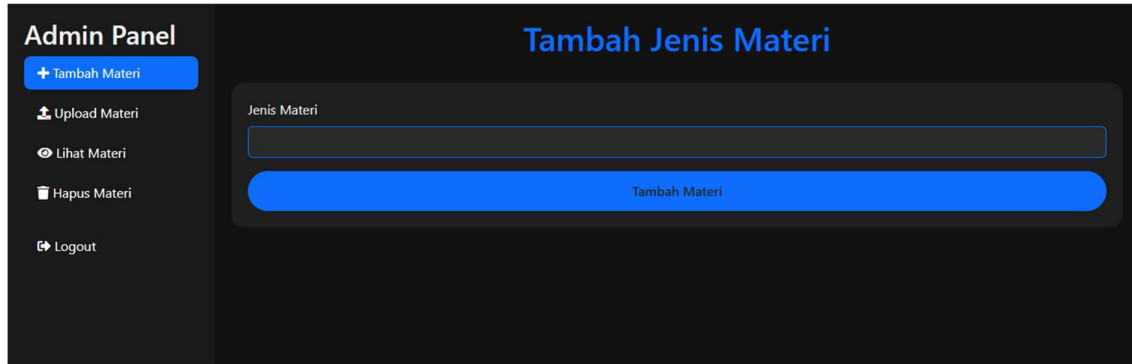 Admin Panel
Tambah Materi
Upload Materi
Lihat Materi
Hapus Materi
Logout
Tambah Jenis Materi
Jenis Materi
Tambah Materi